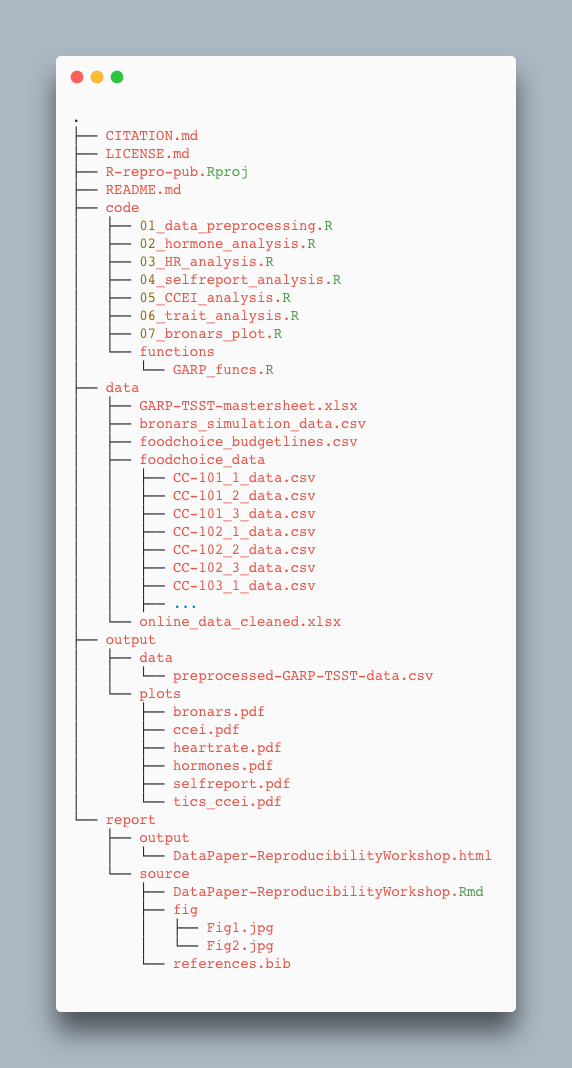 .
├── CITATION.md
├── LICENSE.md
├── R-repro-pub.Rproj
├── README.md
├── code
│   ├── 01_data_preprocessing.R
│   ├── 02_hormone_analysis.R
│   ├── 03_HR_analysis.R
│   ├── 04_selfreport_analysis.R
│   ├── 05_CCEI_analysis.R
│   ├── 06_trait_analysis.R
│   ├── 07_bronars_plot.R
│   └── functions
│       └── GARP_funcs.R
├── data
│   ├── GARP-TSST-mastersheet.xlsx
│   ├── bronars_simulation_data.csv
│   ├── foodchoice_budgetlines.csv
│   ├── foodchoice_data
│   │   ├── CC-101_1_data.csv
│   │   ├── CC-101_2_data.csv
│   │   ├── CC-101_3_data.csv
│   │   ├── CC-102_1_data.csv
│   │   ├── CC-102_2_data.csv
│   │   ├── CC-102_3_data.csv
│   │   ├── CC-103_1_data.csv
│   │   ├── ...
│   └── online_data_cleaned.xlsx
├── output
│   ├── data
│   │   └── preprocessed-GARP-TSST-data.csv
│   └── plots
│       ├── bronars.pdf
│       ├── ccei.pdf
│       ├── heartrate.pdf
│       ├── hormones.pdf
│       ├── selfreport.pdf
│       └── tics_ccei.pdf
└── report
    ├── output
    │   └── DataPaper-ReproducibilityWorkshop.html
    └── source
        ├── DataPaper-ReproducibilityWorkshop.Rmd
        ├── fig
        │   ├── Fig1.jpg
        │   └── Fig2.jpg
        └── references.bib